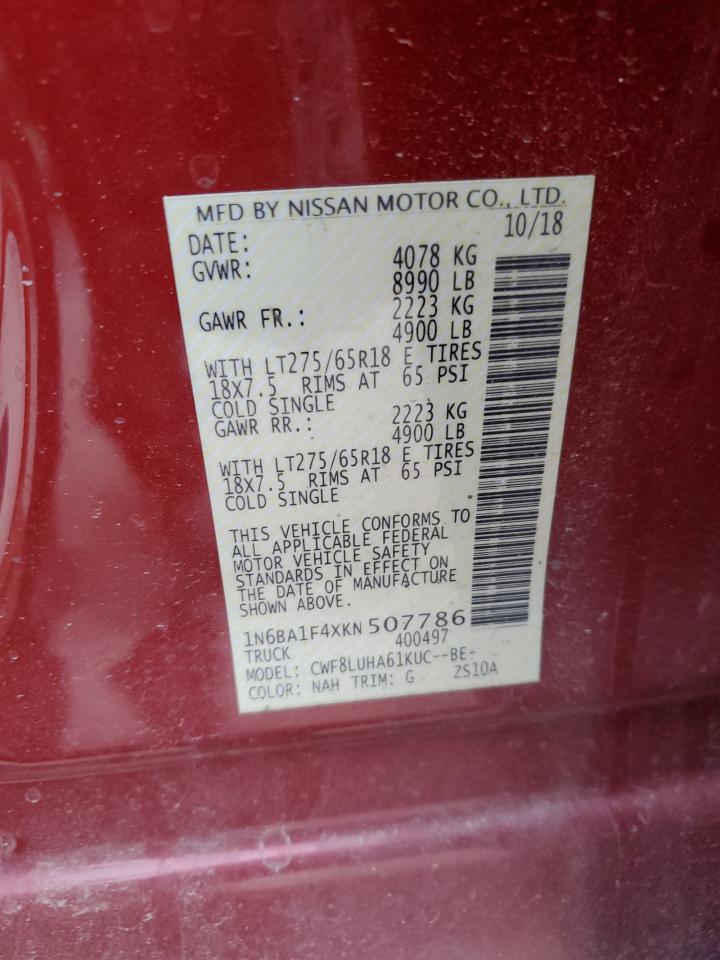 MFD BY NISSAN MOTOR CO., LTD.
DATE: 10/18
GVWR: 4078 KG
8990 LB
GAWR FR.: 2223 KG
4900 LB
WITH LT275/65R18 E TIRES
18X7.5 RIMS AT 65 PSI
COLD SINGLE
GAWR RR.: 2223 KG
4900 LB
WITH LT275/65R18 E TIRES
18X7.5 RIMS AT 65 PSI
COLD SINGLE
THIS VEHICLE CONFORMS TO
ALL APPLICABLE FEDERAL
MOTOR VEHICLE SAFETY
STANDARDS IN EFFECT ON
THE DATE OF MANUFACTURE
SHOWN ABOVE.
1N6BA1F4XKN507786
TRUCK 400497
MODEL: CWF8LUHA61KUC--BE-
COLOR: NAH TRIM: G ZS10A